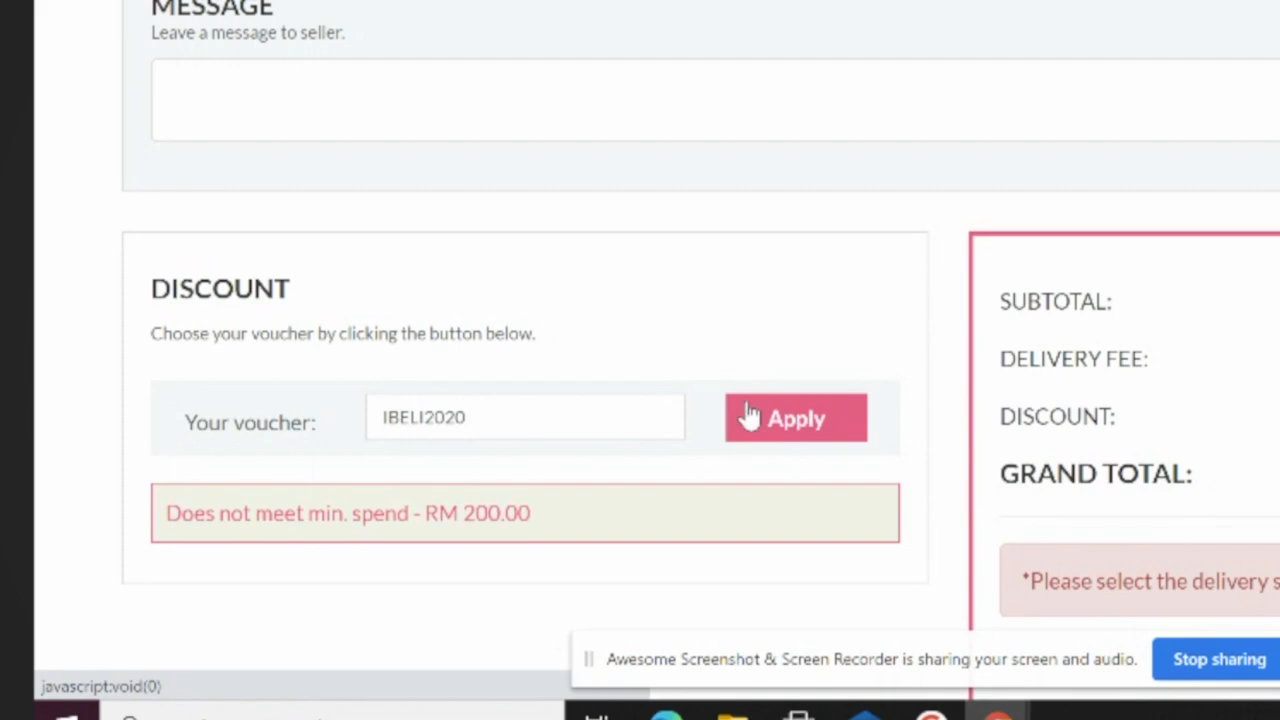 MESSAGE
Leave a message to seller.
DISCOUNT
Choose your voucher by clicking the button below.
Your voucher: IBELI2020 Apply
Does not meet min. spend - RM 200.00
SUBTOTAL:
DELIVERY FEE:
DISCOUNT:
GRAND TOTAL:
*Please select the delivery s
Awesome Screenshot & Screen Recorder is sharing your screen and audio. Stop sharing
javascript:void(0)